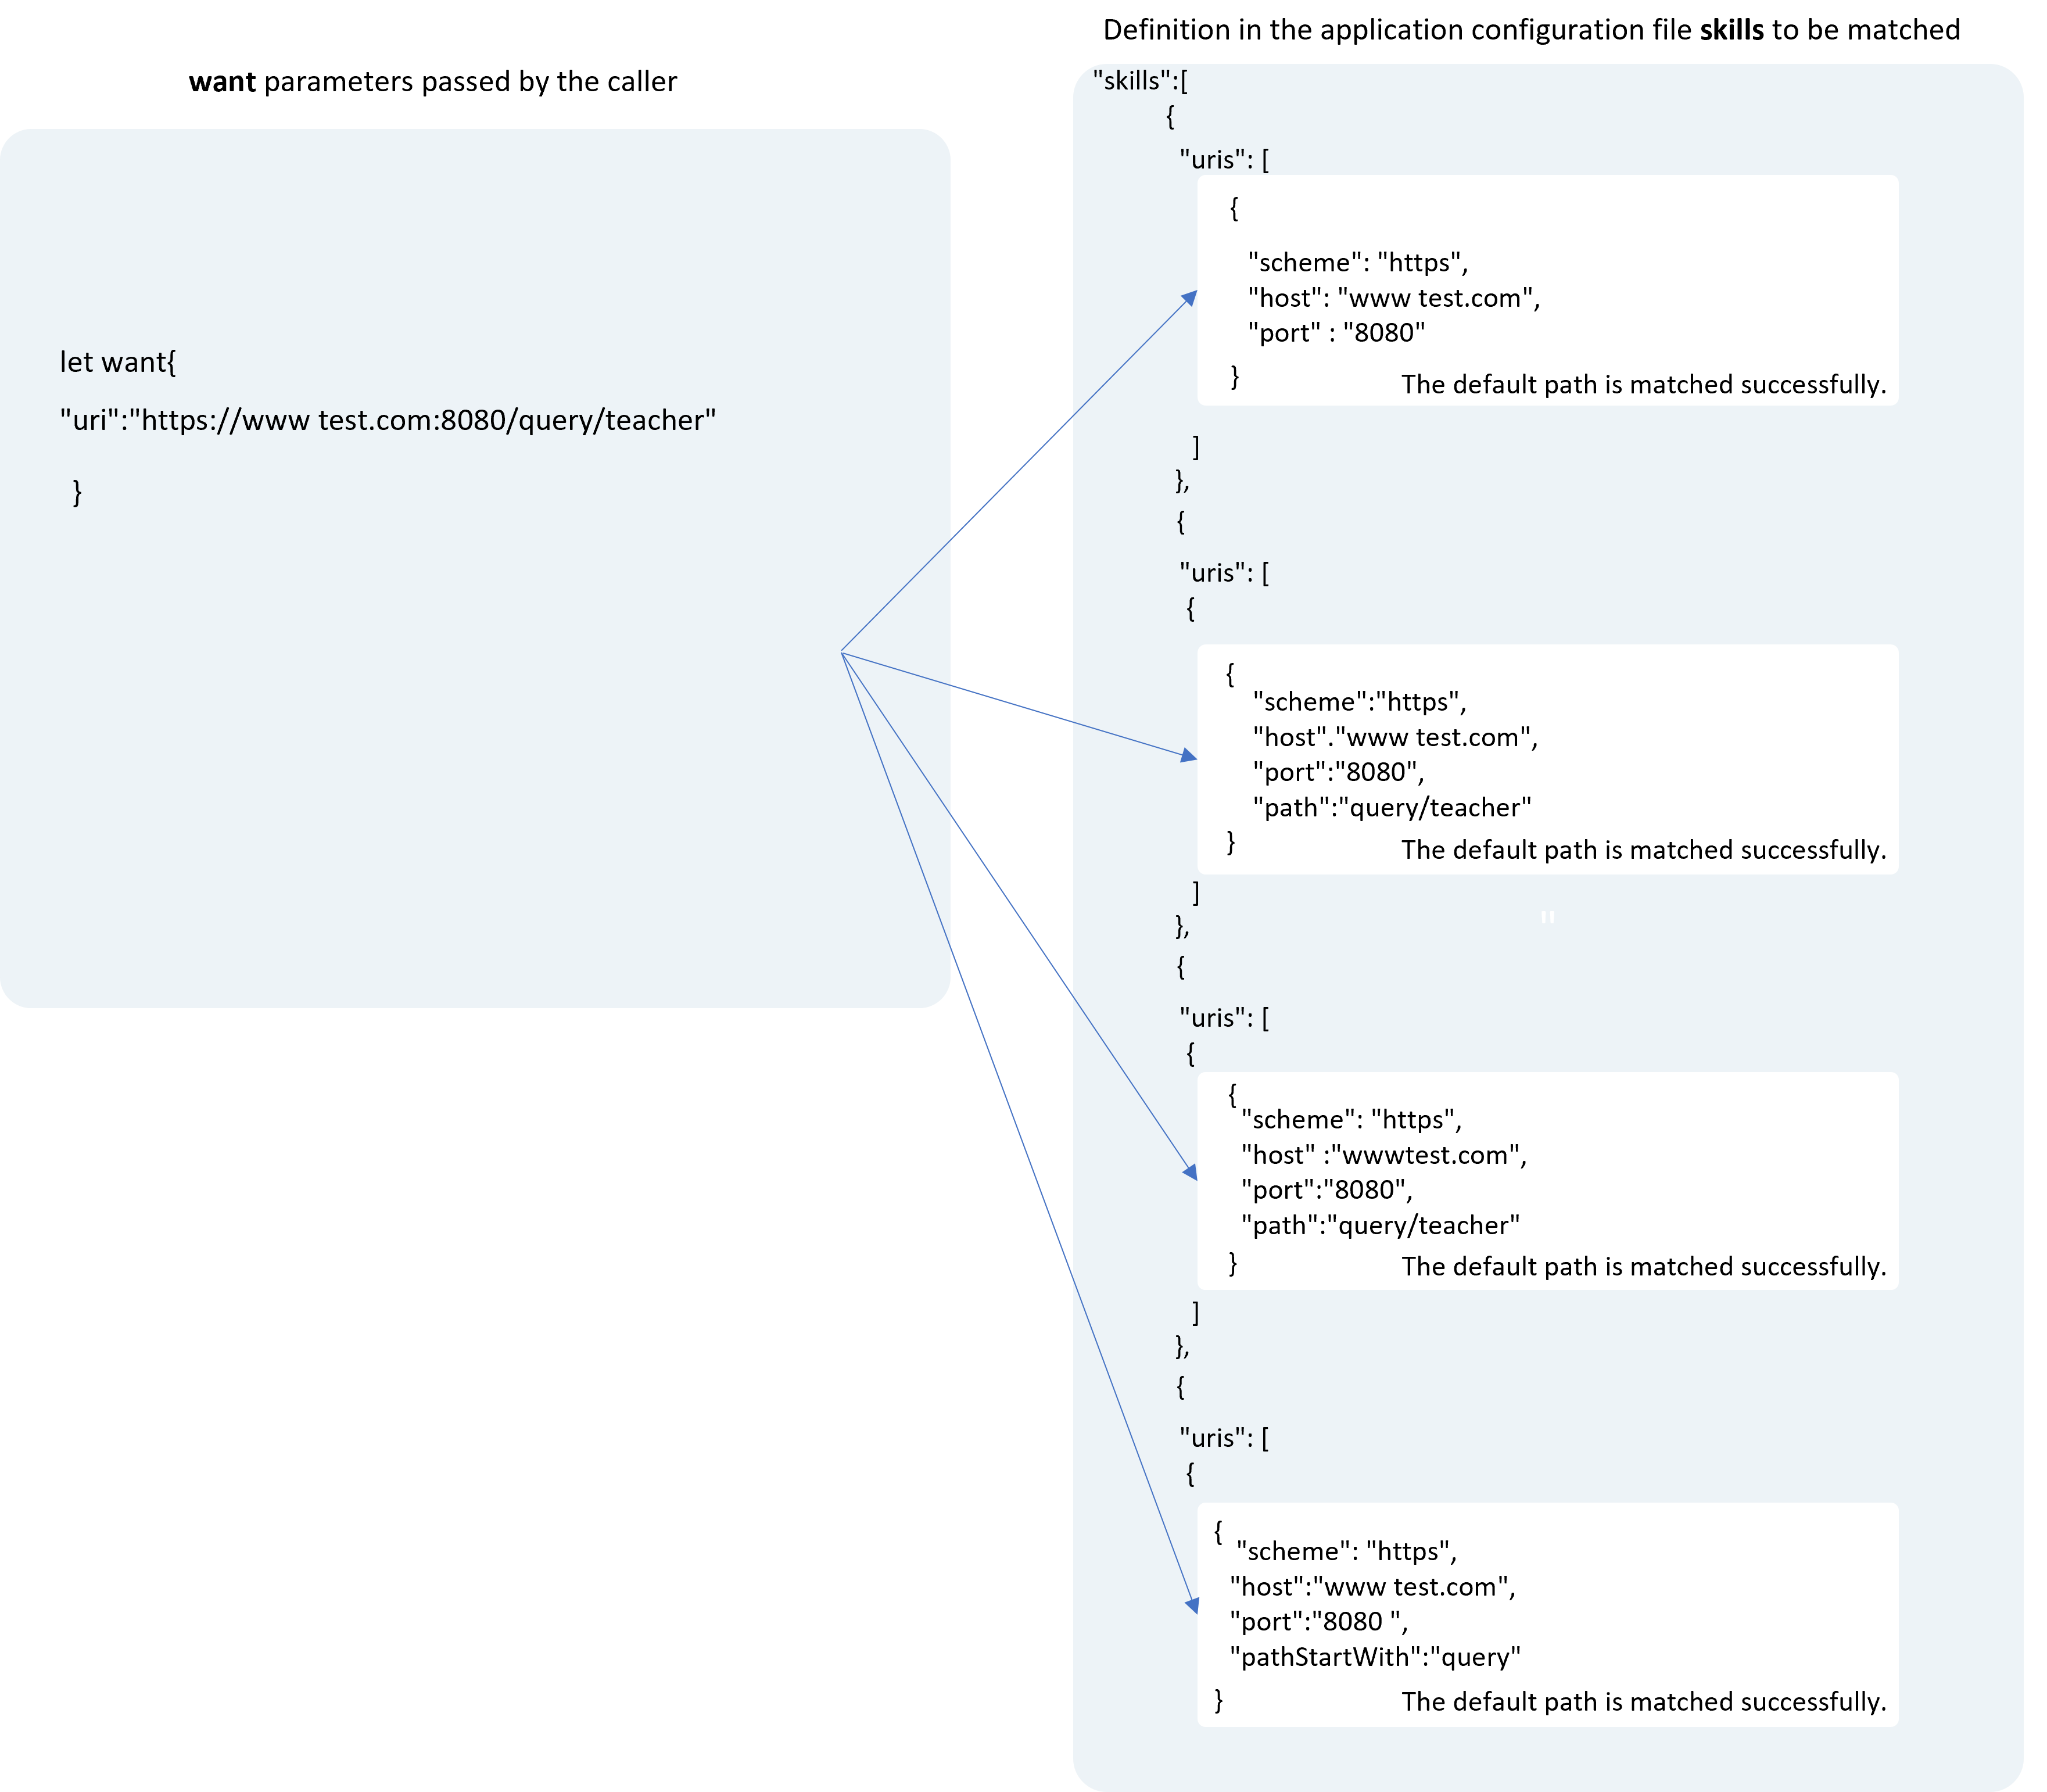 want parameters passed by the caller
let want{
"uri":"https://www test.com:8080/query/teacher"
}
Definition in the application configuration file skills to be matched
"skills":[
{
"uris": [
{
"scheme": "https",
"host": "www test.com",
"port" : "8080"
}
The default path is matched successfully.
]
},
{
"uris": [
{
{
"scheme":"https",
"host"."www test.com",
"port":"8080",
"path":"query/teacher"
}
The default path is matched successfully.
]
"
},
{
"uris": [
{
{
"scheme": "https",
"host" :"wwwtest.com",
"port":"8080",
"path":"query/teacher"
}
The default path is matched successfully.
]
},
{
"uris": [
{
{
"scheme": "https",
"host":"www test.com",
"port":"8080 ",
"pathStartWith":"query"
}
The default path is matched successfully.